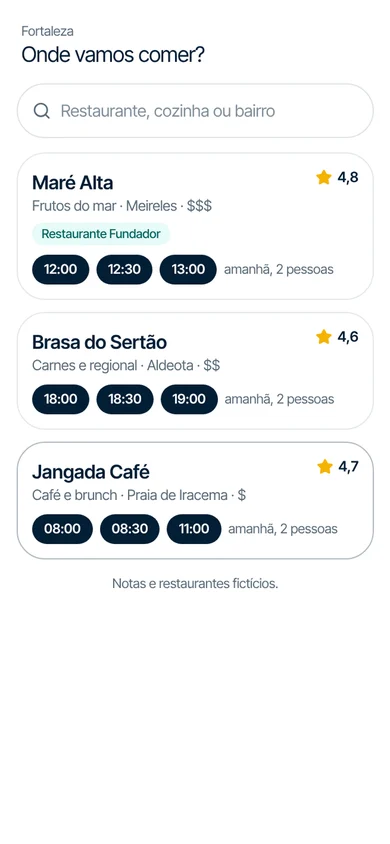 Fortaleza
Onde vamos comer?
Restaurante, cozinha ou bairro
Maré Alta
4,8
Frutos do mar · Meireles · $$$
Restaurante Fundador
12:00 12:30 13:00 amanhã, 2 pessoas
Brasa do Sertão
4,6
Carnes e regional · Aldeota · $$
18:00 18:30 19:00 amanhã, 2 pessoas
Jangada Café
4,7
Café e brunch · Praia de Iracema · $
08:00 08:30 11:00 amanhã, 2 pessoas
Notas e restaurantes fictícios.